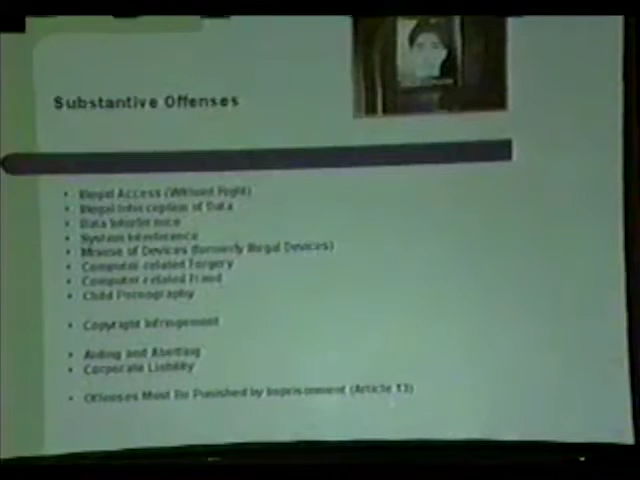 Substantive Offenses
• Illegal Access (Without Right)
• Illegal Interception of Data
• Data Interference
• System Interference
• Misuse of Devices (formerly Illegal Devices)
• Computer-related Forgery
• Computer-related Fraud
• Child Pornography
• Copyright Infringement
• Aiding and Abetting
• Corporate Liability
• Offenses Must Be Punished by Imprisonment (Article 13)